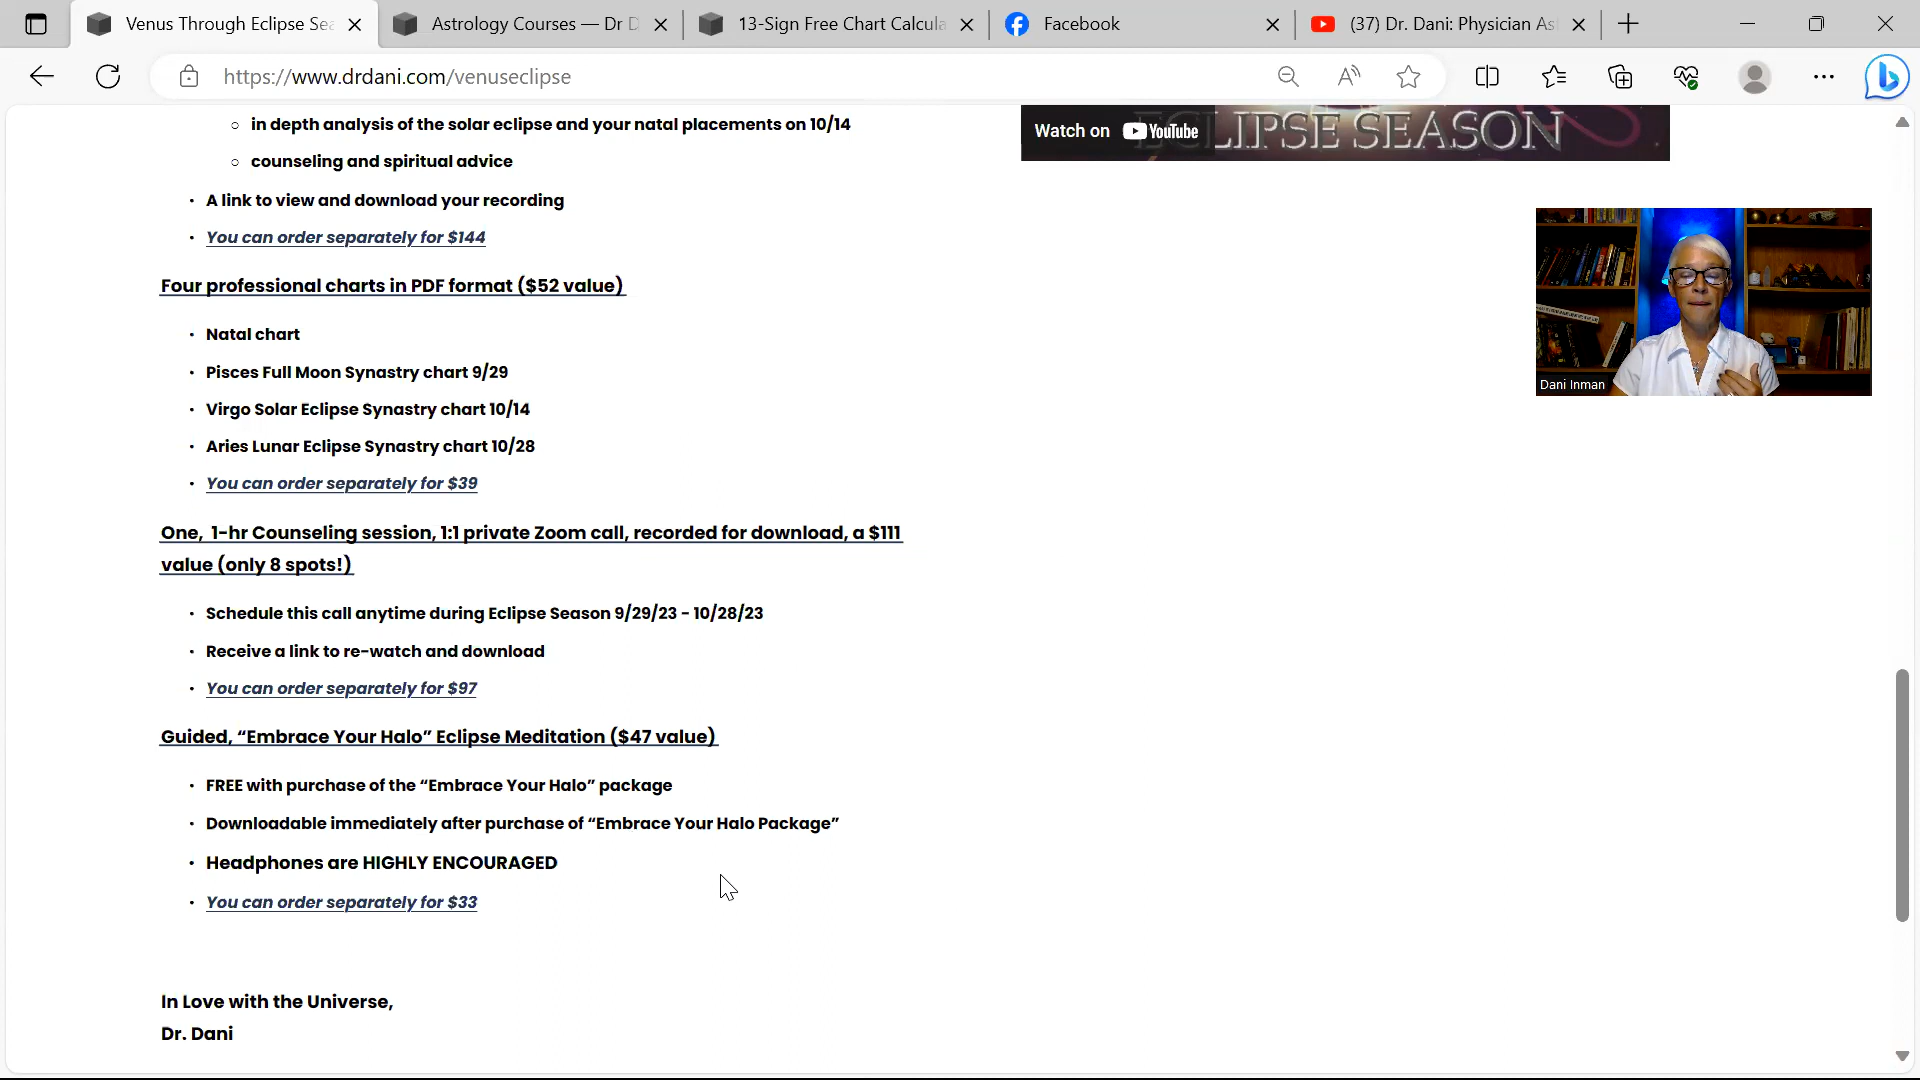 Venus Through Eclipse Sea
Astrology Courses — Dr D
13-Sign Free Chart Calcula
Facebook
(37) Dr. Dani: Physician As
https://www.drdani.com/venuseclipse
in depth analysis of the solar eclipse and your natal placements on 10/14
counseling and spiritual advice
A link to view and download your recording
You can order separately for $144
Watch on YouTube
ECLIPSE SEASON
Four professional charts in PDF format ($52 value)
Natal chart
Pisces Full Moon Synastry chart 9/29
Virgo Solar Eclipse Synastry chart 10/14
Aries Lunar Eclipse Synastry chart 10/28
You can order separately for $39
Dani Inman
One, 1-hr Counseling session, 1:1 private Zoom call, recorded for download, a $111
value (only 8 spots!)
Schedule this call anytime during Eclipse Season 9/29/23 - 10/28/23
Receive a link to re-watch and download
You can order separately for $97
Guided, “Embrace Your Halo” Eclipse Meditation ($47 value)
FREE with purchase of the “Embrace Your Halo” package
Downloadable immediately after purchase of “Embrace Your Halo Package”
Headphones are HIGHLY ENCOURAGED
You can order separately for $33
In Love with the Universe,
Dr. Dani